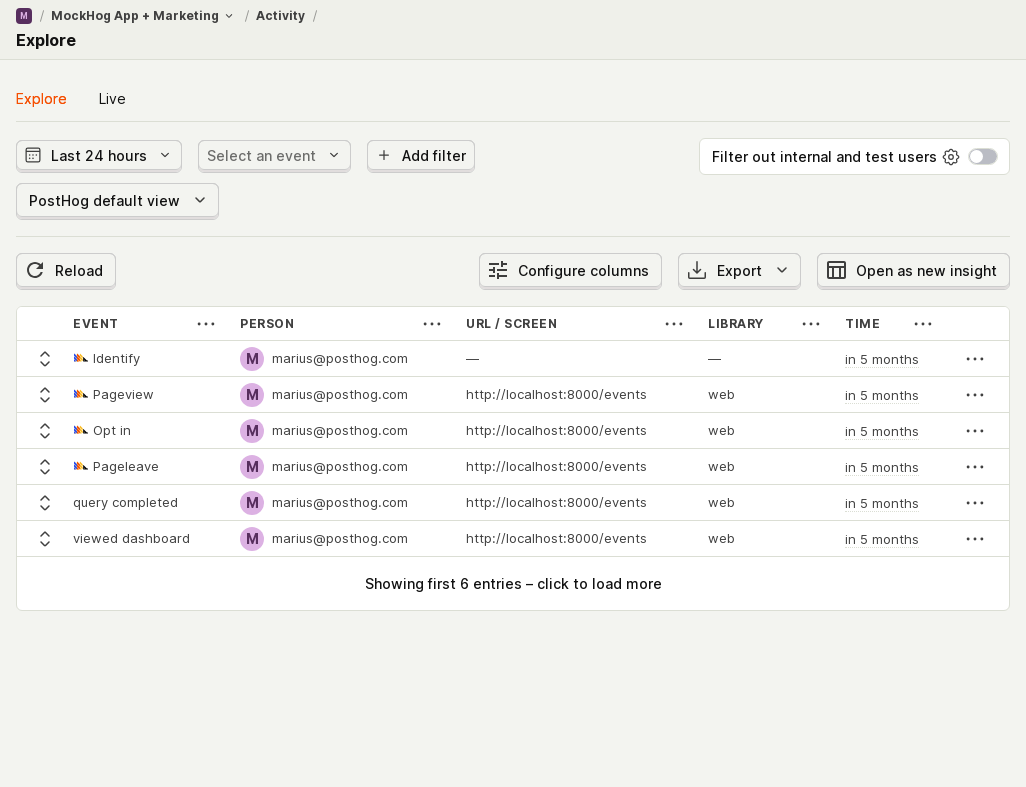 M / MockHog App + Marketing / Activity /
Explore
Explore Live
Last 24 hours Select an event Add filter Filter out internal and test users
PostHog default view
Reload Configure columns Export Open as new insight
EVENT PERSON URL / SCREEN LIBRARY TIME
Identify M marius@posthog.com — — in 5 months
Pageview M marius@posthog.com http://localhost:8000/events web in 5 months
Opt in M marius@posthog.com http://localhost:8000/events web in 5 months
Pageleave M marius@posthog.com http://localhost:8000/events web in 5 months
query completed M marius@posthog.com http://localhost:8000/events web in 5 months
viewed dashboard M marius@posthog.com http://localhost:8000/events web in 5 months
Showing first 6 entries – click to load more